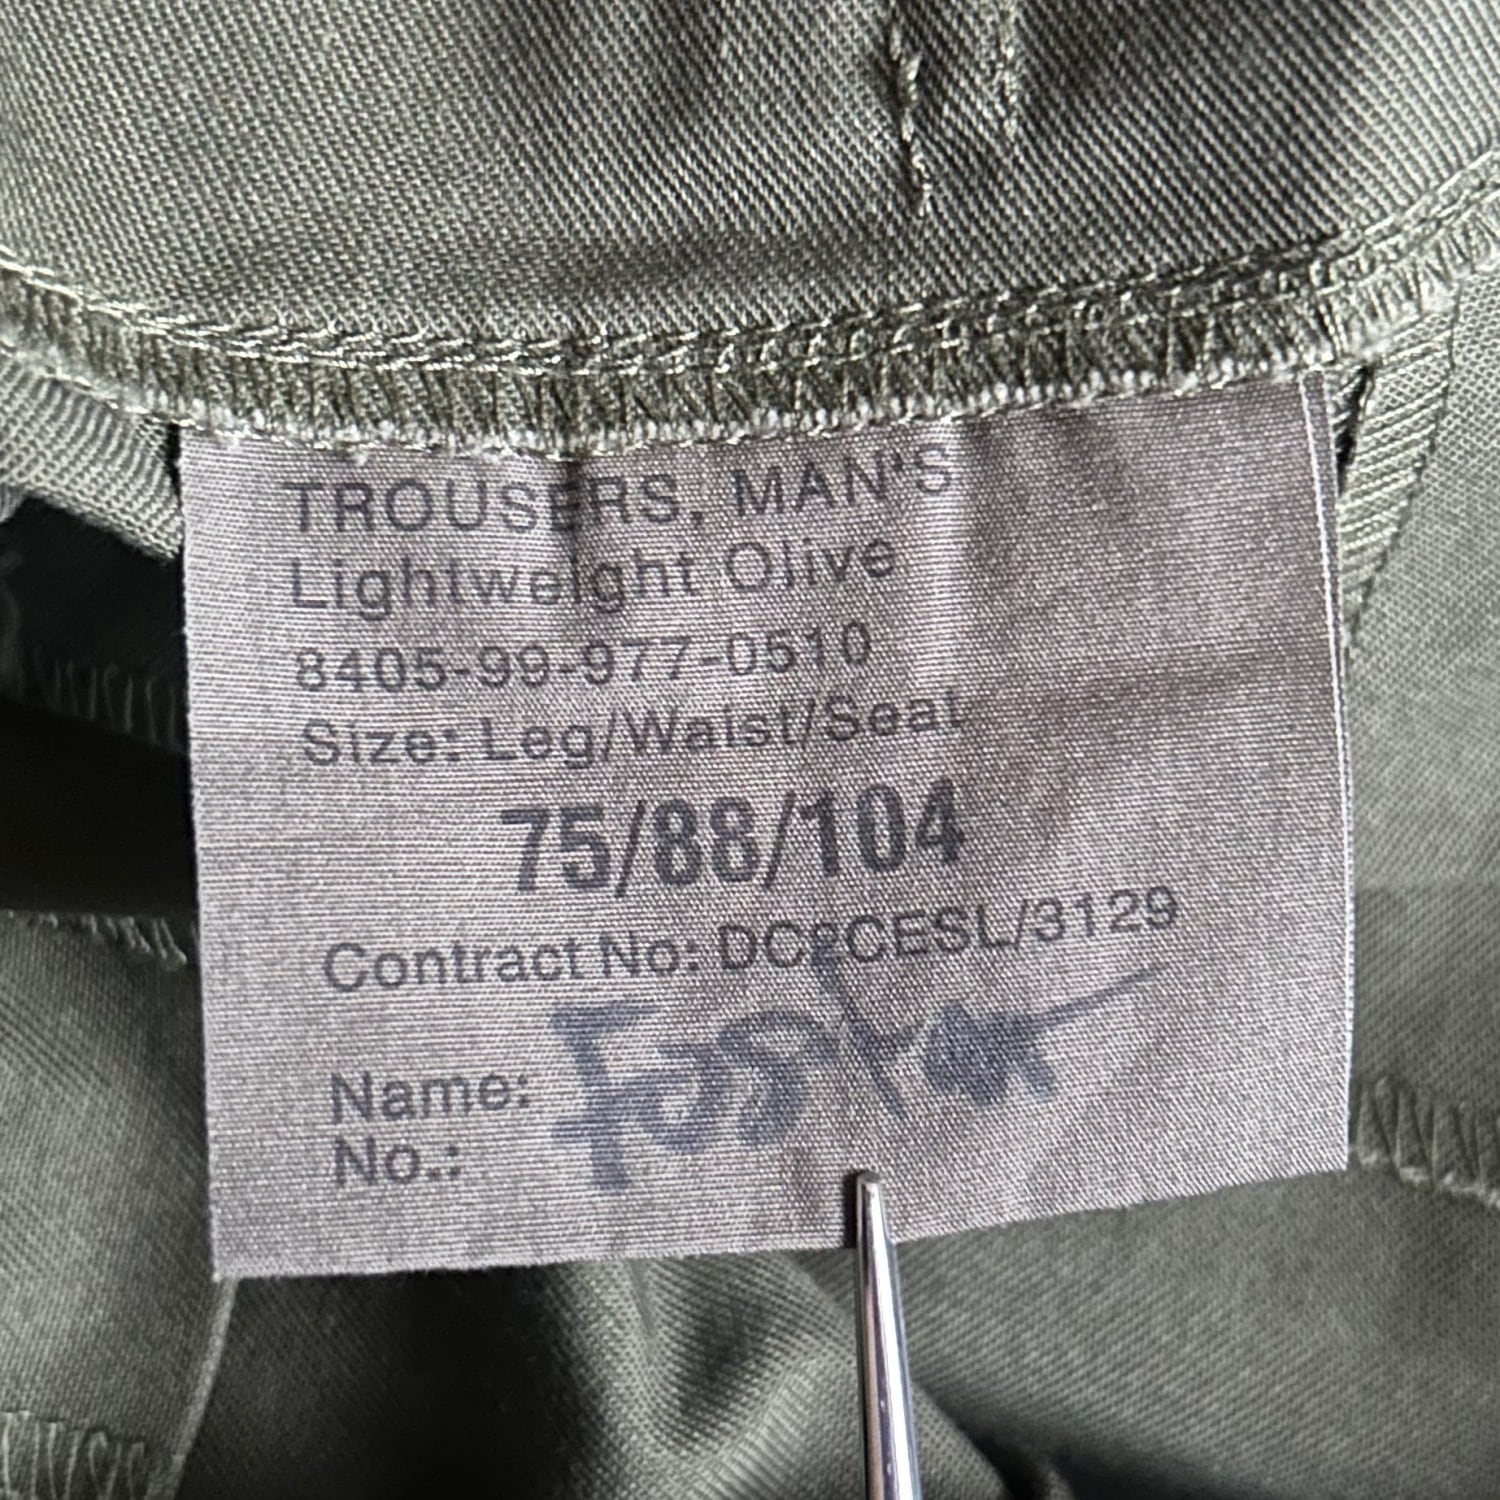 TROUSERS, MAN'S
Lightweight Olive
8405-99-977-0510
Size: Leg/Waist/Seat
75/88/104
Contract No: DC2CESL/3129
Name: Foster
No.: